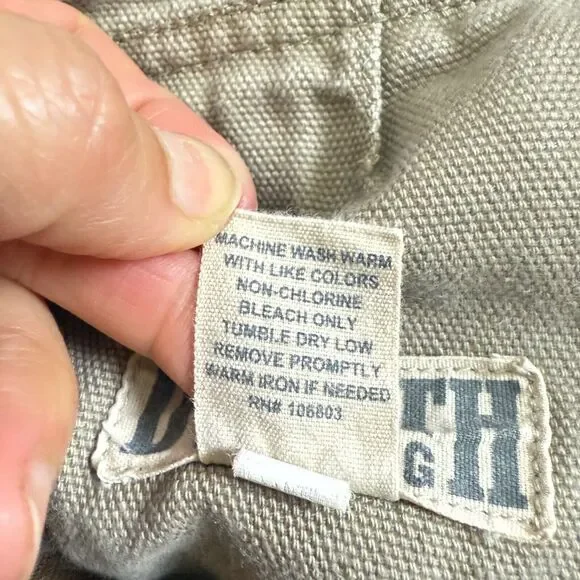 MACHINE WASH WARM
WITH LIKE COLORS
NON-CHLORINE
BLEACH ONLY
TUMBLE DRY LOW
REMOVE PROMPTLY
WARM IRON IF NEEDED
RN# 106803
D TH
G